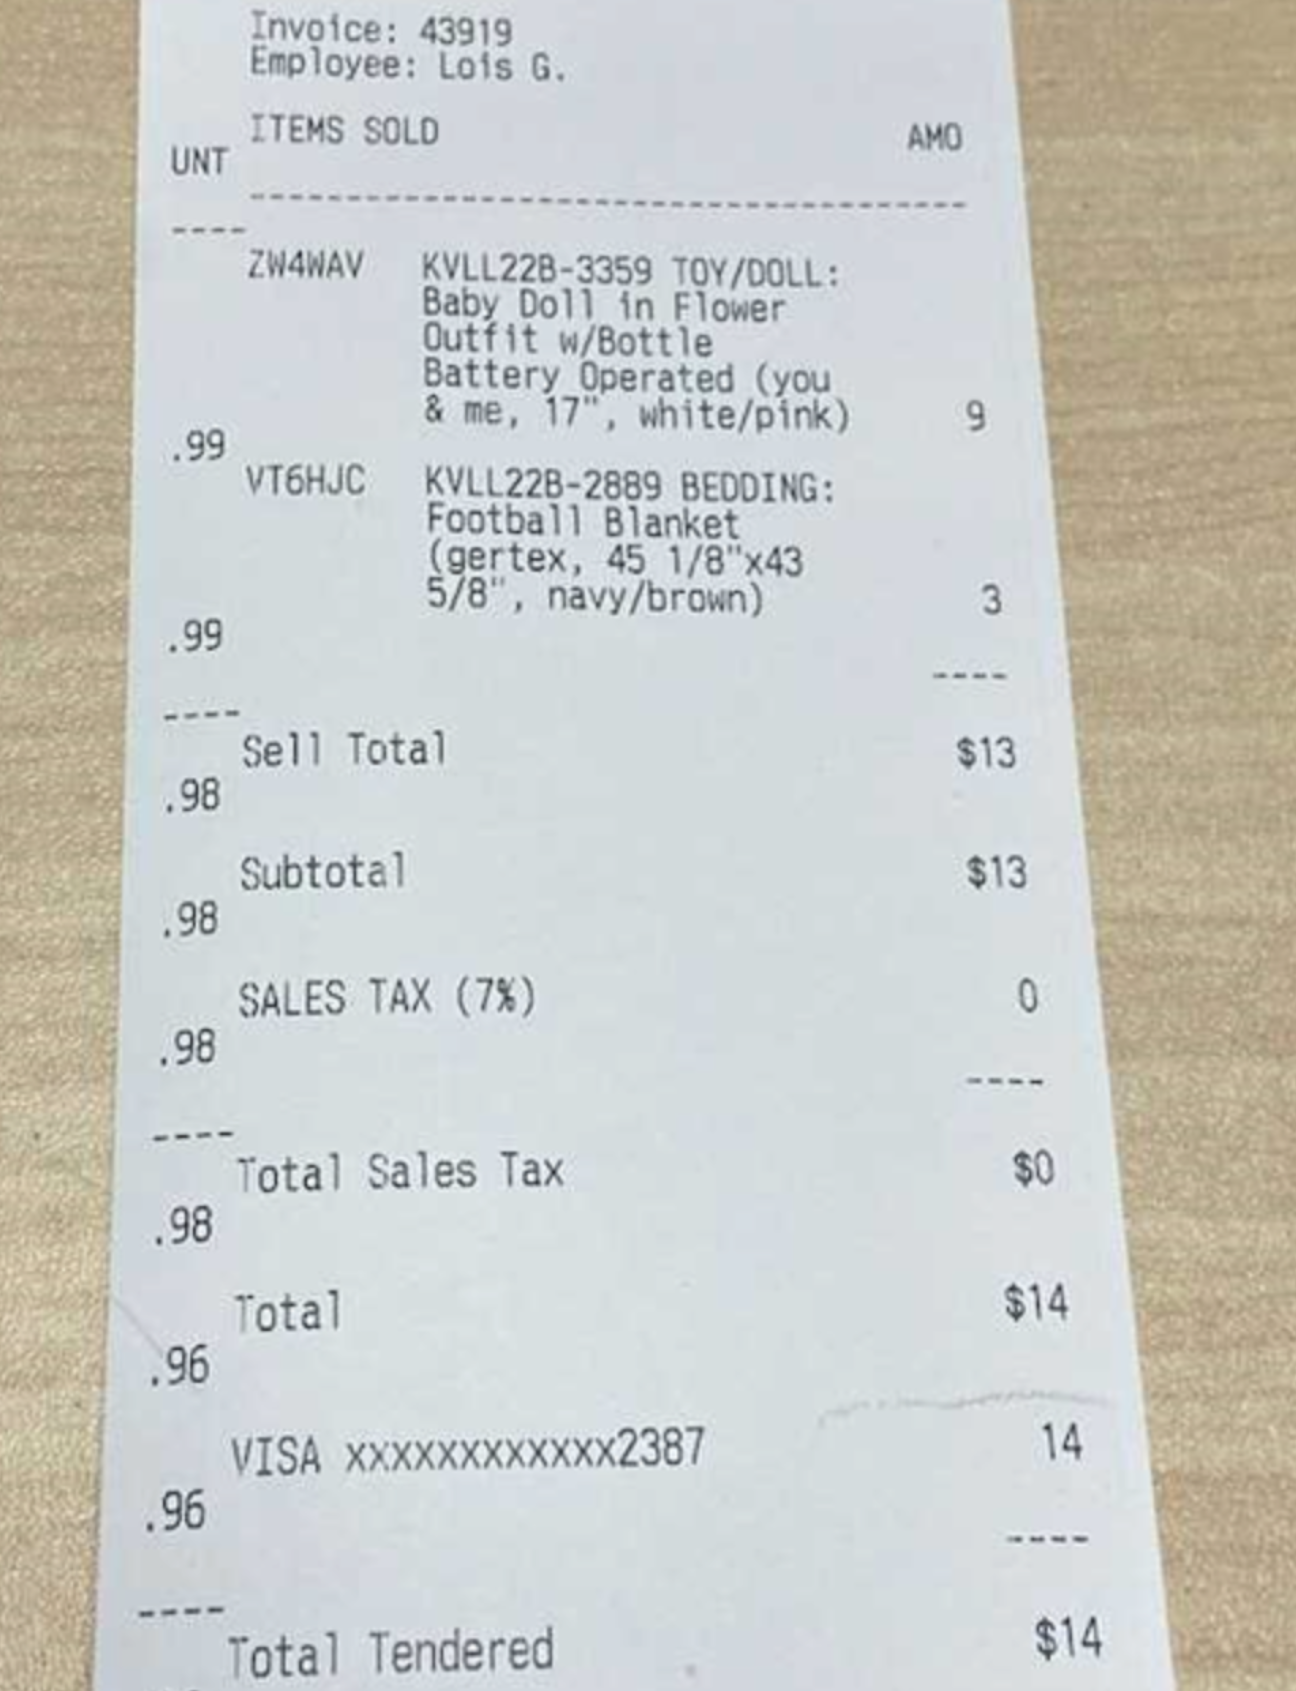 Invoice: 43919
Employee: Lois G.
ITEMS SOLD AMO
UNT
------------------------------------
----
ZW4WAV KVLL22B-3359 TOY/DOLL:
Baby Doll in Flower
Outfit w/Bottle
Battery Operated (you
& me, 17", white/pink) 9
.99
VT6HJC KVLL22B-2889 BEDDING:
Football Blanket
(gertex, 45 1/8"x43
5/8", navy/brown) 3
.99
----
----
Sell Total $13
.98
Subtotal $13
.98
SALES TAX (7%) 0
.98
----
----
Total Sales Tax $0
.98
Total $14
.96
VISA xxxxxxxxxxxx2387 14
.96
----
----
Total Tendered $14